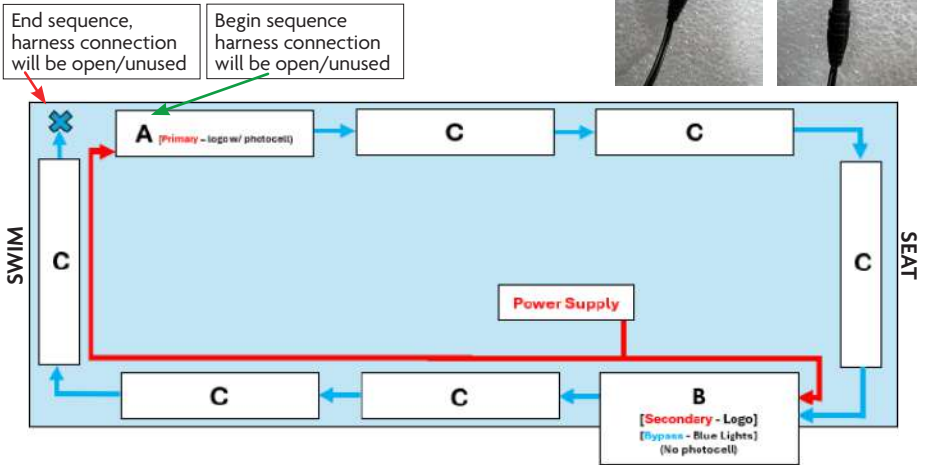 End sequence,
harness connection
will be open/unused
Begin sequence
harness connection
will be open/unused
A [Primary – logo w/ photocell)
C
C
SWIM
C
C
SEAT
Power Supply
C
C
B
[Secondary - Logo]
[Bypass - Blue Lights]
(No photocell)